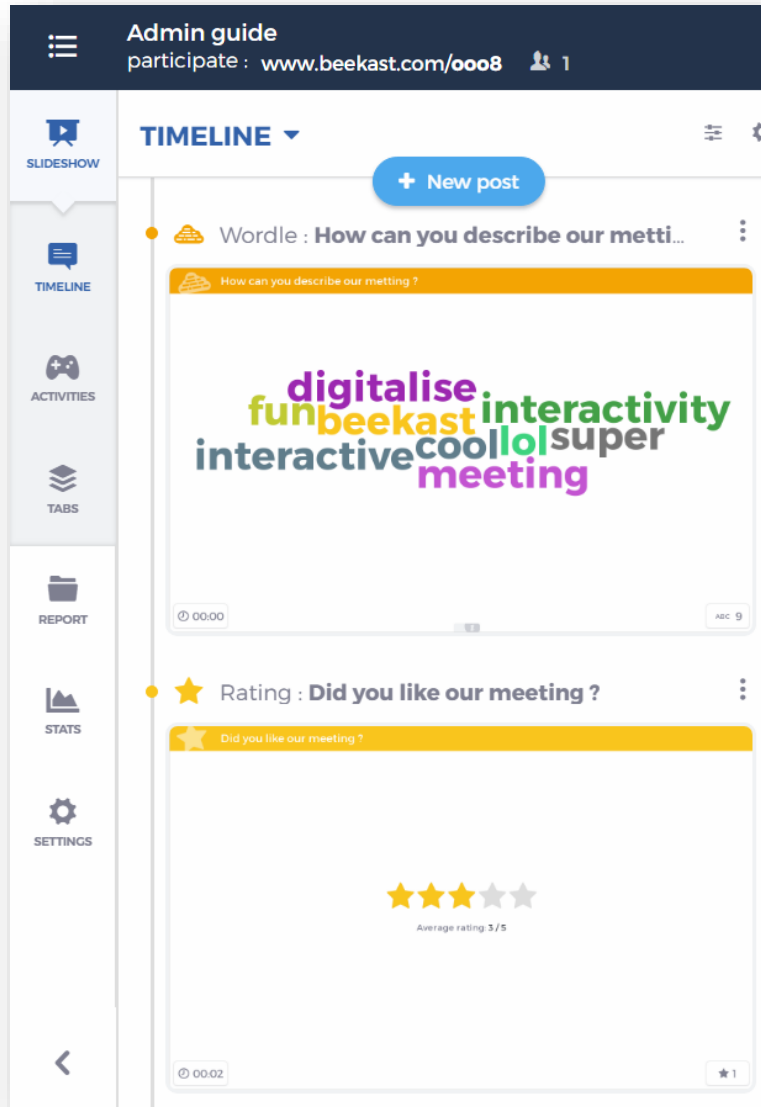 Admin guide
participate : www.beekast.com/ooo8 1
SLIDESHOW
TIMELINE
ACTIVITIES
TABS
REPORT
STATS
SETTINGS
TIMELINE
+ New post
Wordle : How can you describe our metti...
How can you describe our metting ?
digitalise
fun beekast interactivity
interactive cool lol super
meeting
00:00
ABC 9
Rating : Did you like our meeting ?
Did you like our meeting ?
Average rating: 3 / 5
00:02
1